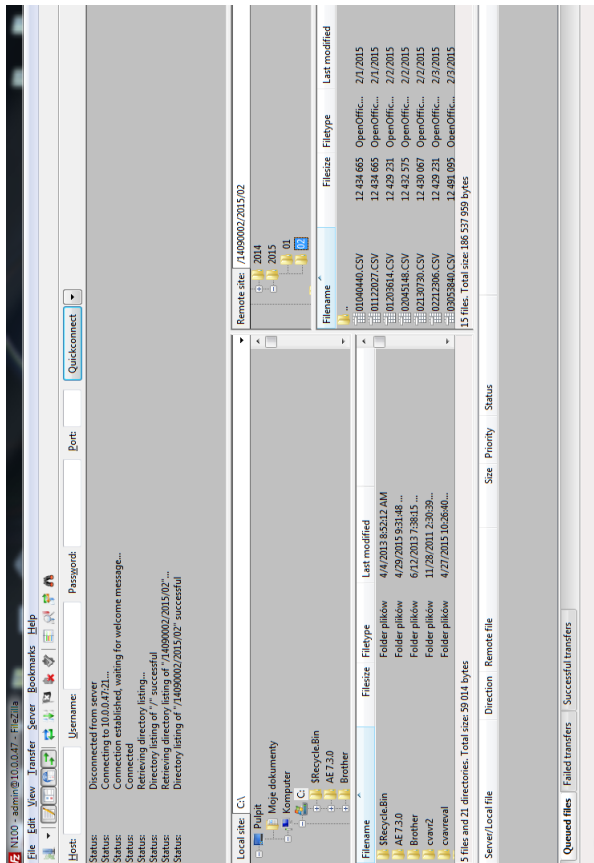 N100 - admin@10.0.0.47 - FileZilla
File Edit View Transfer Server Bookmarks Help
Host: Username: Password: Port: Quickconnect
Status: Disconnected from server
Status: Connecting to 10.0.0.47:21...
Status: Connection established, waiting for welcome message...
Status: Connected
Status: Retrieving directory listing...
Status: Directory listing of "/" successful
Status: Retrieving directory listing of "/14090002/2015/02"...
Status: Directory listing of "/14090002/2015/02" successful
Local site: C:\
Pulpit
Moje dokumenty
Komputer
C:
$Recycle.Bin
AE 7.3.0
Brother
Filename Filesize Filetype Last modified
$Recycle.Bin Folder plików 4/4/2013 8:52:12 AM
AE 7.3.0 Folder plików 4/29/2015 9:31:48 ...
Brother Folder plików 6/12/2013 7:38:15 ...
cvavr2 Folder plików 11/28/2011 2:30:39...
cvavreval Folder plików 4/27/2015 10:26:40...
5 files and 21 directories. Total size: 59 014 bytes
Remote site: /14090002/2015/02
2014
2015
01
02
Filename Filesize Filetype Last modified
..
01040440.CSV 12 434 665 OpenOffic... 2/1/2015
01122027.CSV 12 434 665 OpenOffic... 2/1/2015
01203614.CSV 12 429 231 OpenOffic... 2/2/2015
02045148.CSV 12 432 575 OpenOffic... 2/2/2015
02130730.CSV 12 430 067 OpenOffic... 2/2/2015
02212306.CSV 12 429 231 OpenOffic... 2/3/2015
03053840.CSV 12 491 095 OpenOffic... 2/3/2015
15 files. Total size: 186 537 959 bytes
Server/Local file Direction Remote file Size Priority Status
Queued files Failed transfers Successful transfers